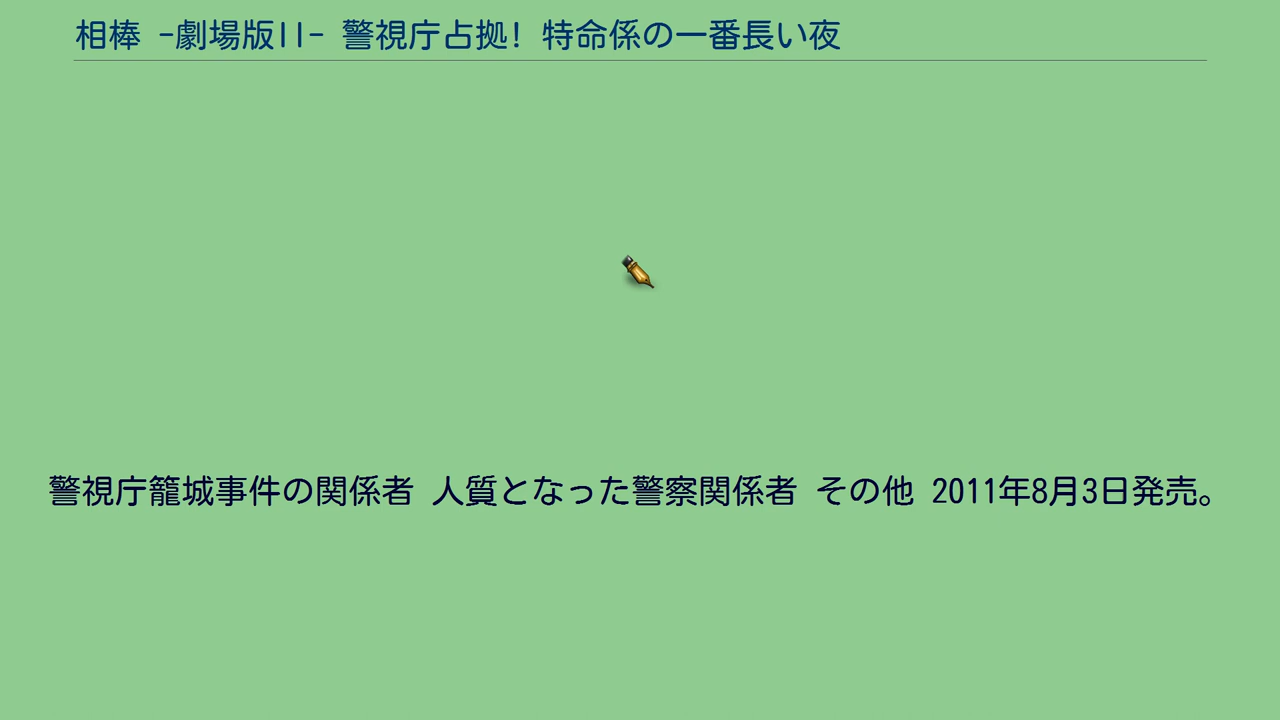 相棒 -劇場版II- 警視庁占拠! 特命係の一番長い夜
警視庁籠城事件の関係者 人質となった警察関係者 その他 2011年8月3日発売。